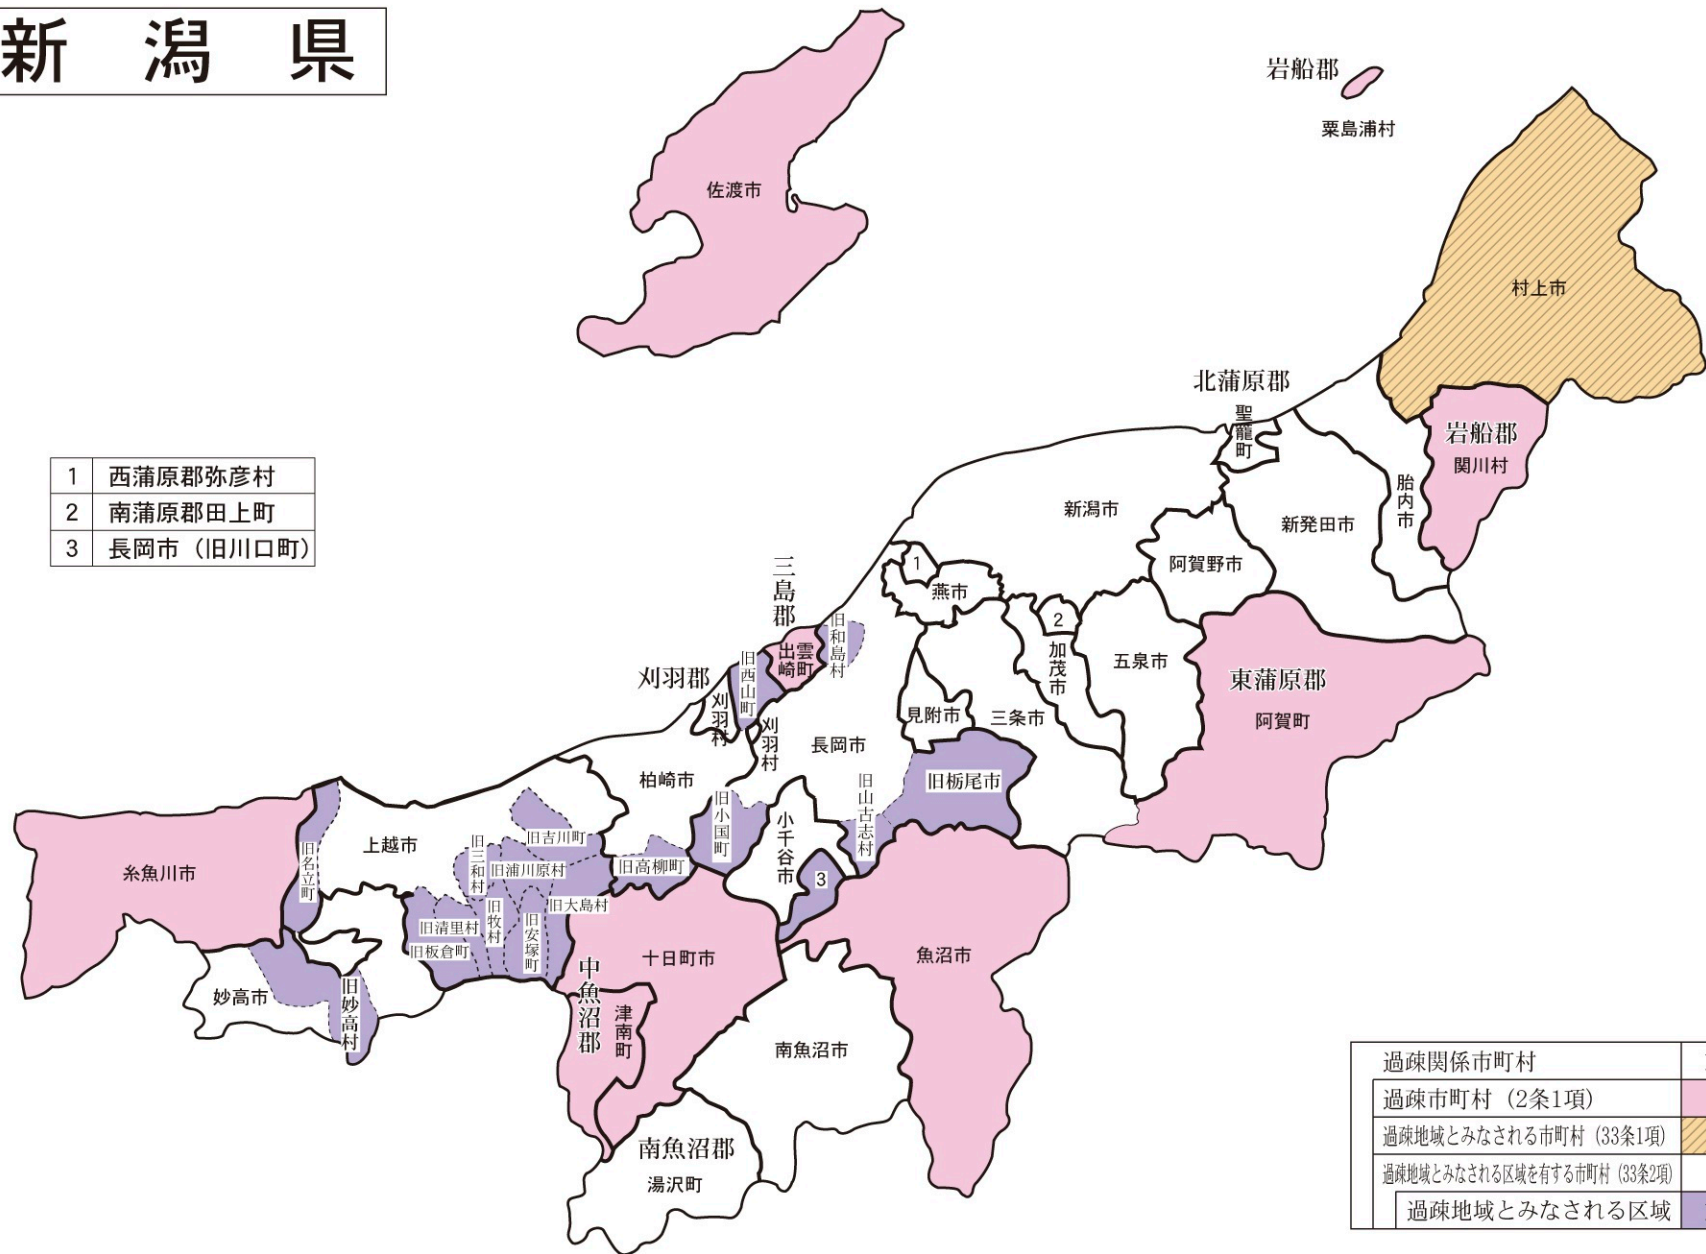 新潟県
岩船郡
粟島浦村
佐渡市
村上市
北蒲原郡
聖籠町
岩船郡
関川村
胎内市
1 西蒲原郡弥彦村
2 南蒲原郡田上町
3 長岡市（旧川口町）
新潟市
新発田市
阿賀野市
1
燕市
三島郡
出雲崎町
旧和島村
2
加茂市
五泉市
東蒲原郡
阿賀町
刈羽郡
旧西山町
刈羽村
刈羽村
見附市
三条市
長岡市
柏崎市
旧栃尾市
旧山古志村
旧小国町
小千谷市
3
上越市
旧吉川町
旧三和村
旧浦川原村
旧高柳町
糸魚川市
旧名立町
旧大島村
旧牧村
旧清里村
旧安塚町
旧板倉町
十日町市
魚沼市
中魚沼郡
津南町
妙高市
旧妙高村
南魚沼市
南魚沼郡
湯沢町
過疎関係市町村
過疎市町村（2条1項）
過疎地域とみなされる市町村（33条1項）
過疎地域とみなされる区域を有する市町村（33条2項）
過疎地域とみなされる区域